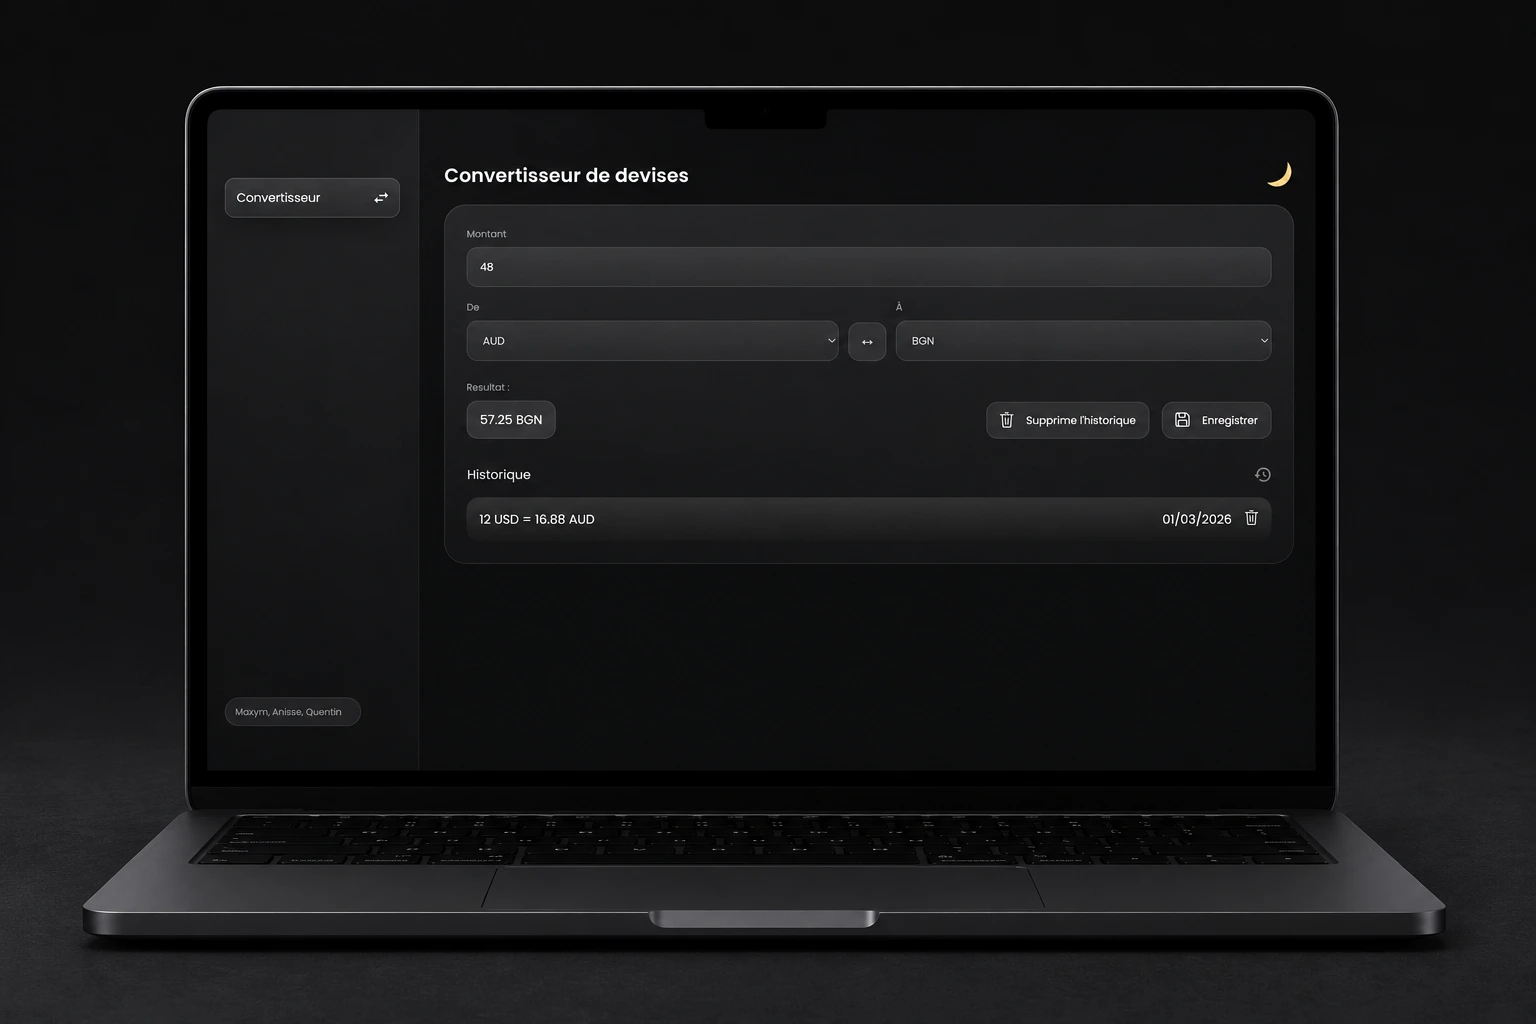 Convertisseur
Convertisseur de devises
Montant
48
De
À
AUD
↔
BGN
Resultat :
57.25 BGN
Supprime l'historique
Enregistrer
Historique
12 USD = 16.88 AUD
01/03/2026
Maxym, Anisse, Quentin